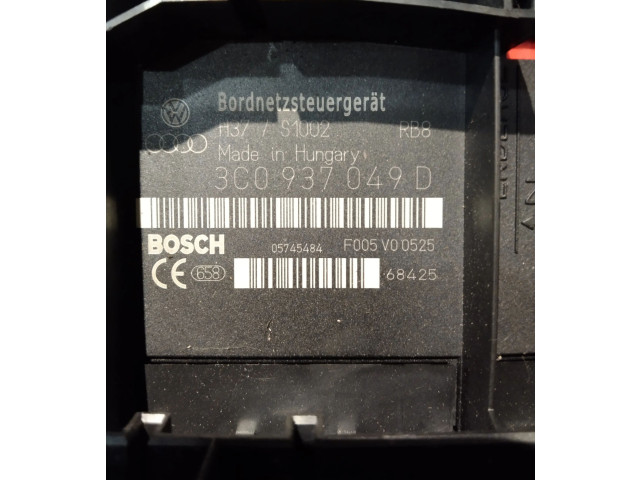 Bordnetzsteuergerät
H37 / S1002 RB8
Made in Hungary
3C0 937 049 D
BOSCH 05745484 F005 V0 0525
CE 658 68425